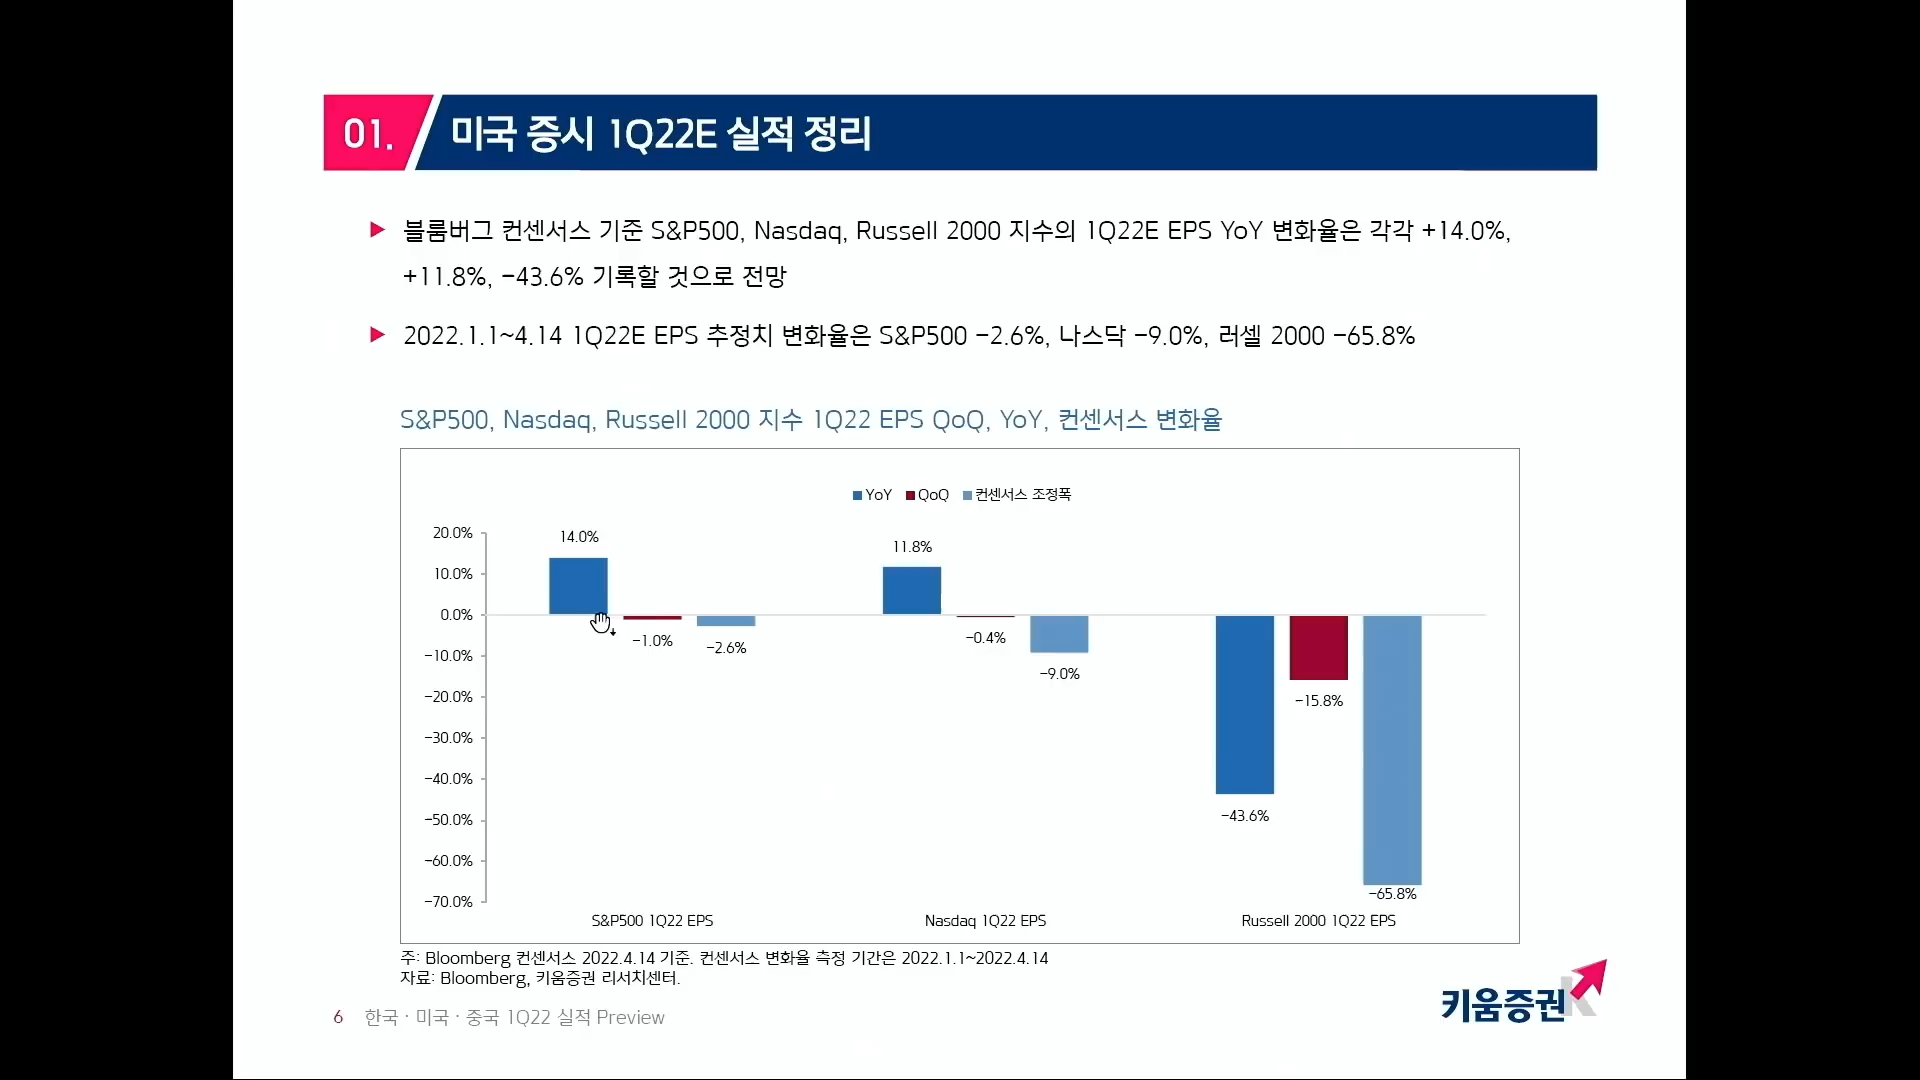 01. 미국 증시 1Q22E 실적 정리
▶ 블룸버그 컨센서스 기준 S&P500, Nasdaq, Russell 2000 지수의 1Q22E EPS YoY 변화율은 각각 +14.0%,
+11.8%, -43.6% 기록할 것으로 전망
▶ 2022.1.1~4.14 1Q22E EPS 추정치 변화율은 S&P500 -2.6%, 나스닥 -9.0%, 러셀 2000 -65.8%
S&P500, Nasdaq, Russell 2000 지수 1Q22 EPS QoQ, YoY, 컨센서스 변화율
YoY QoQ 컨센서스 조정폭
20.0%
10.0%
0.0%
-10.0%
-20.0%
-30.0%
-40.0%
-50.0%
-60.0%
-70.0%
14.0%
-1.0%
-2.6%
11.8%
-0.4%
-9.0%
-43.6%
-15.8%
-65.8%
S&P500 1Q22 EPS
Nasdaq 1Q22 EPS
Russell 2000 1Q22 EPS
주: Bloomberg 컨센서스 2022.4.14 기준. 컨센서스 변화율 측정 기간은 2022.1.1~2022.4.14
자료: Bloomberg, 키움증권 리서치센터.
6 한국 · 미국 · 중국 1Q22 실적 Preview
키움증권